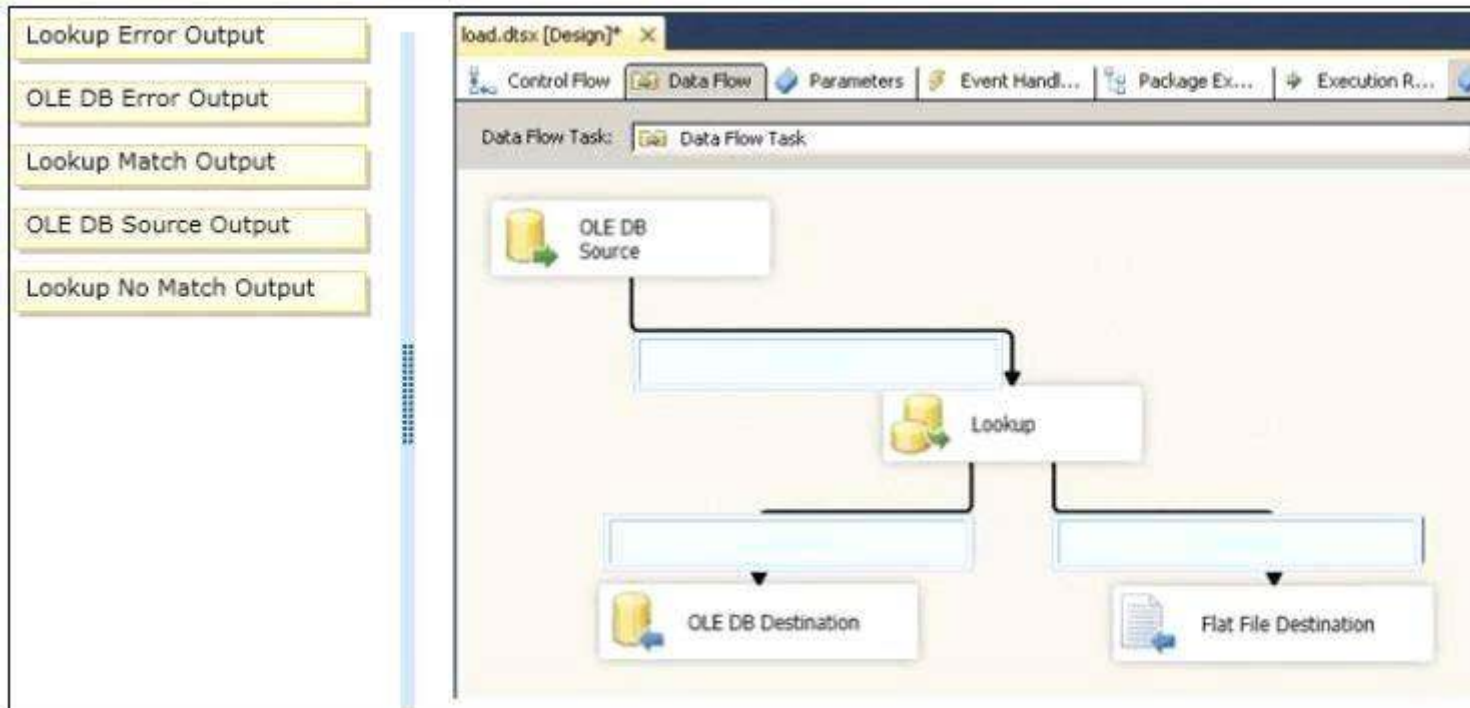 Lookup Error Output
OLE DB Error Output
Lookup Match Output
OLE DB Source Output
Lookup No Match Output
load.dtsx [Design]*
Control Flow
Data Flow
Parameters
Event Handl...
Package Ex...
Execution R...
Data Flow Task:
Data Flow Task
OLE DB
Source
Lookup
OLE DB Destination
Flat File Destination